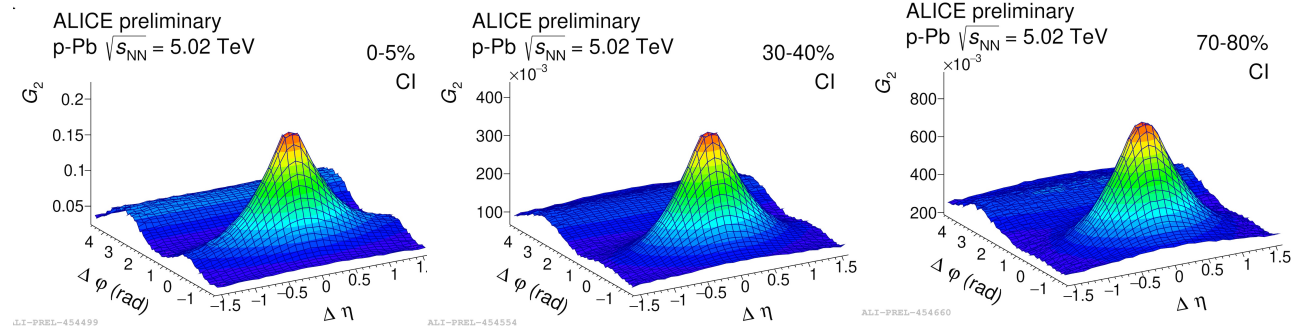 ALICE preliminary
p-Pb √sNN = 5.02 TeV
0-5%
CI
G2
0.2
0.15
0.1
0.05
4
3
2
1
0
−1
Δ φ (rad)
−1.5
−1
−0.5
0
0.5
1
1.
Δ η
LI-PREL-454499
ALICE preliminary
p-Pb √sNN = 5.02 TeV
×10−3
30-40%
CI
G2
400
300
200
100
4
3
2
1
0
−1
Δ φ (rad)
−1.5
−1
−0.5
0
0.5
1
1.5
Δ η
ALI-PREL-454554
ALICE preliminary
p-Pb √sNN = 5.02 TeV
×10−3
70-80%
CI
G2
800
600
400
200
4
3
2
1
0
−1
Δ φ (rad)
−1.5
−1
−0.5
0
0.5
1
1.5
Δ η
ALI-PREL-454660